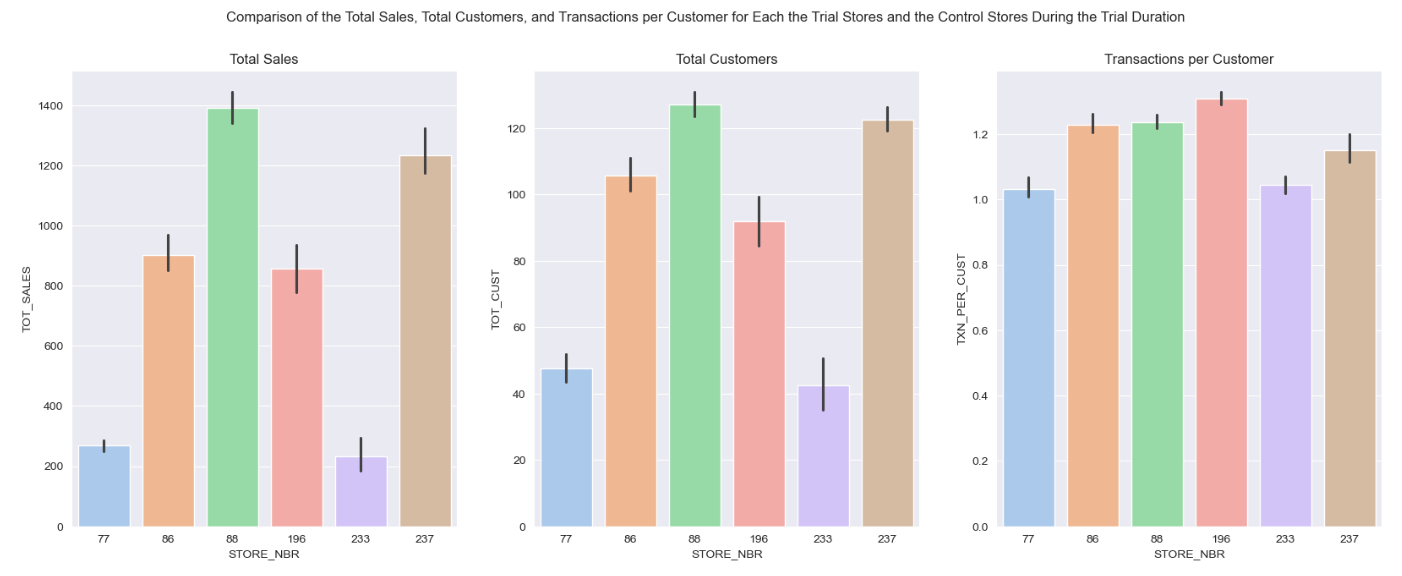 Comparison of the Total Sales, Total Customers, and Transactions per Customer for Each the Trial Stores and the Control Stores During the Trial Duration
Total Sales
TOT_SALES
1400
1200
1000
800
600
400
200
0
77 86 88 196 233 237
STORE_NBR
Total Customers
TOT_CUST
120
100
80
60
40
20
0
77 86 88 196 233 237
STORE_NBR
Transactions per Customer
TXN_PER_CUST
1.2
1.0
0.8
0.6
0.4
0.2
0.0
77 86 88 196 233 237
STORE_NBR